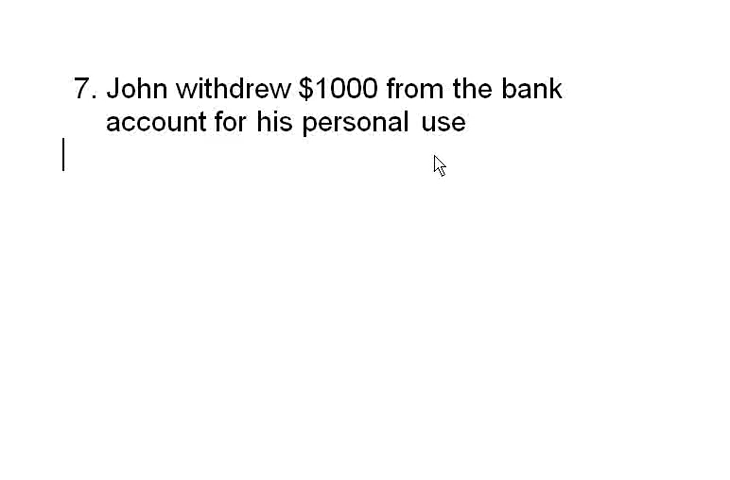 7. John withdrew $1000 from the bank
account for his personal use